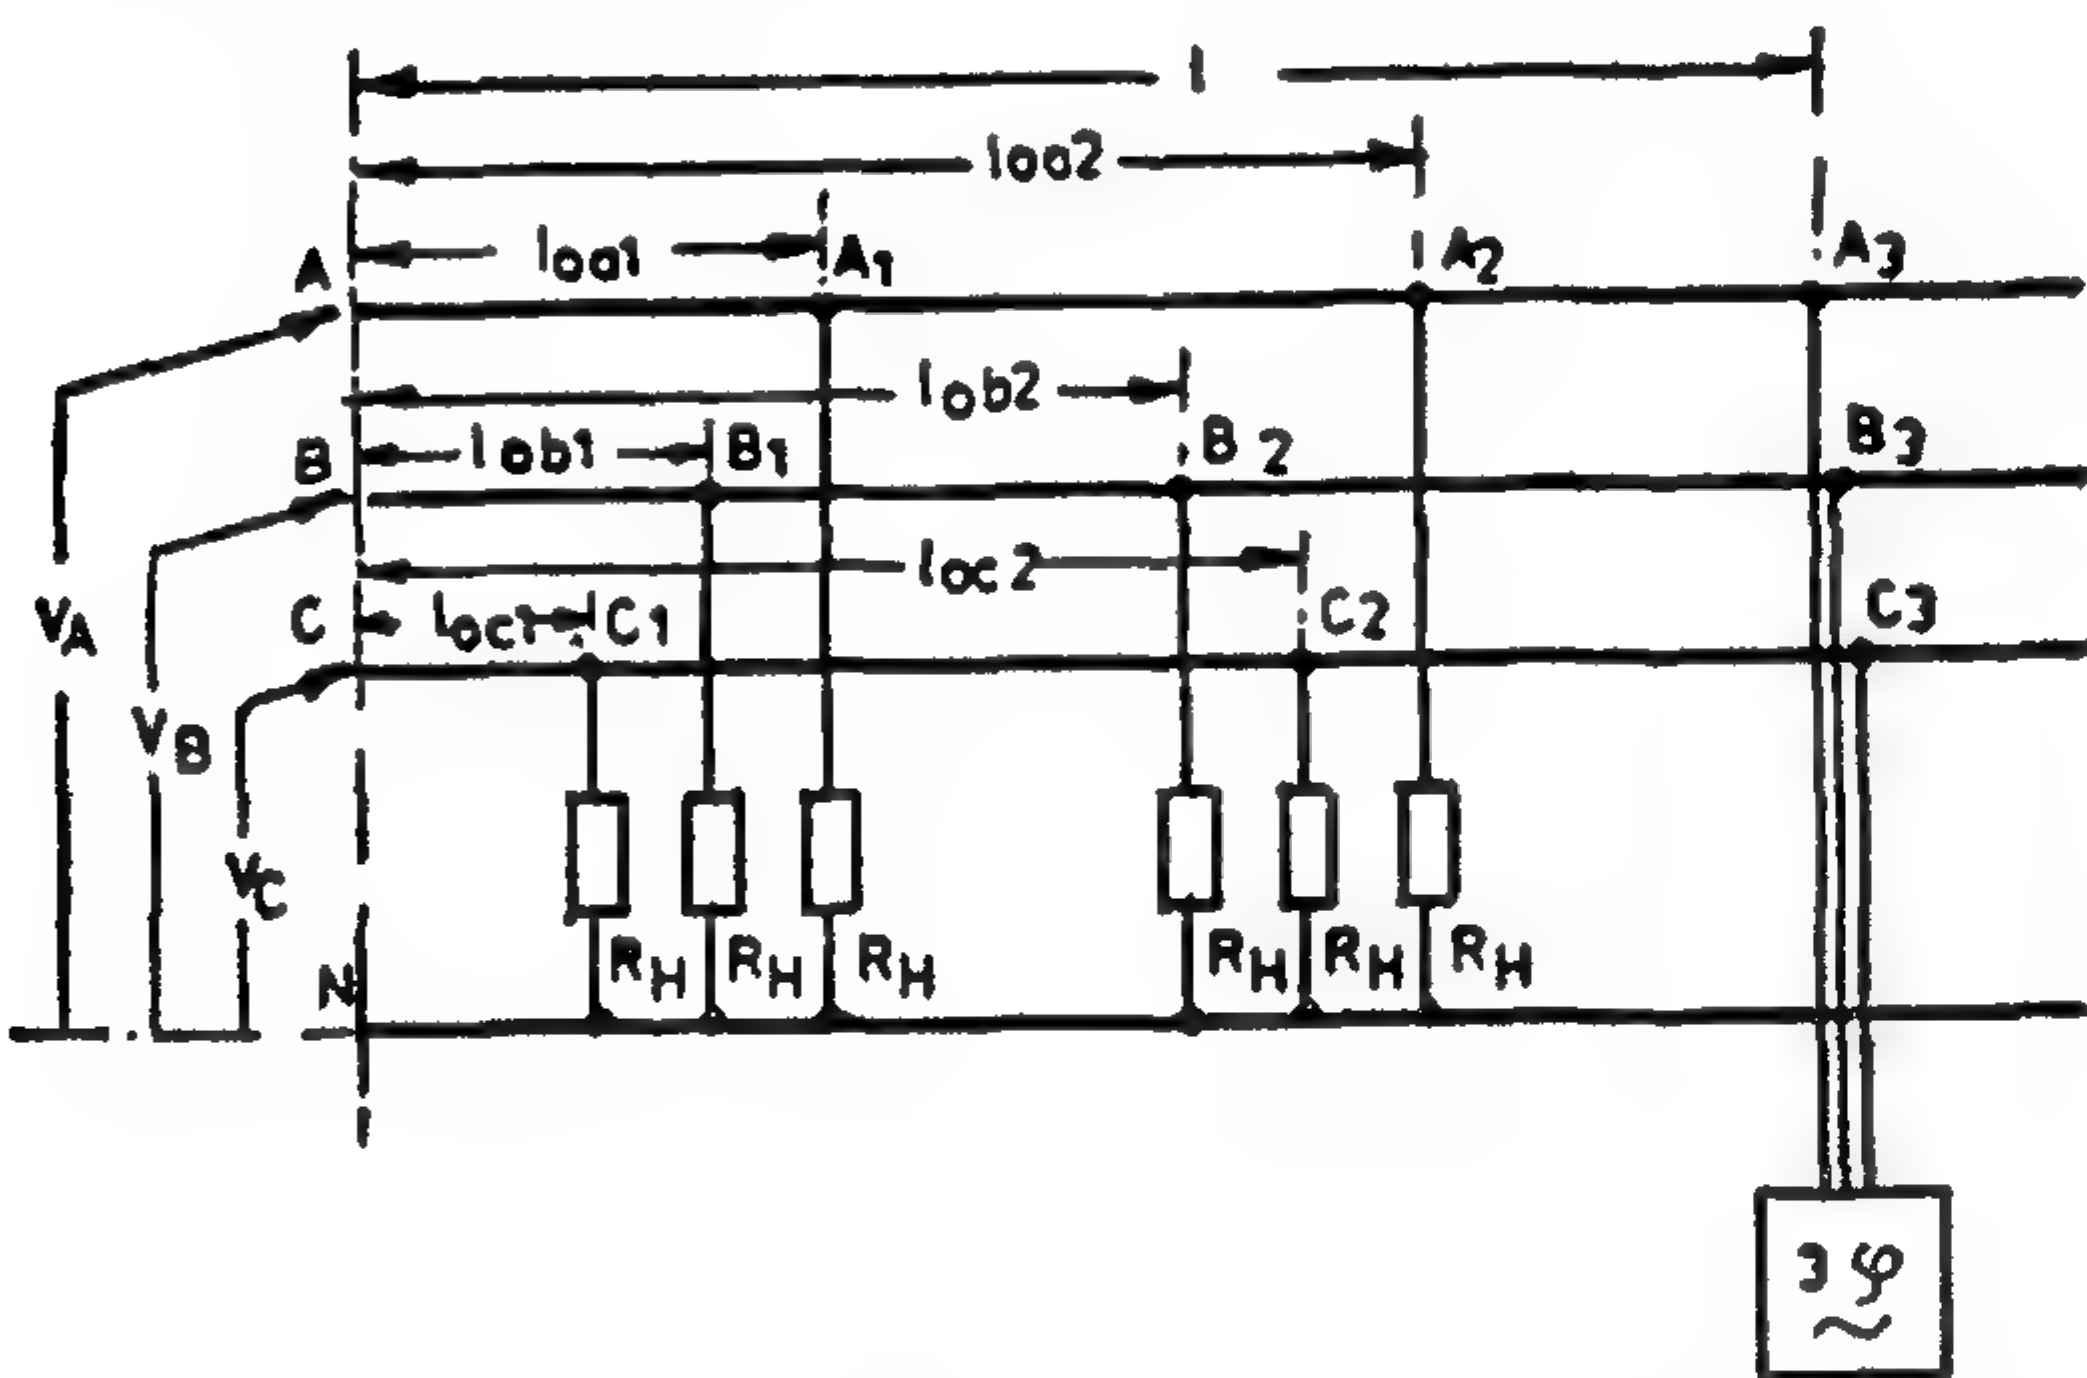 l
loa2
loa1
A A1 A2 A3
lob2
lob1
B B1 B2 B3
loc2
loc1
C C1 C2 C3
VA
VB
VC
N
RH RH RH RH RH RH
3 φ
~